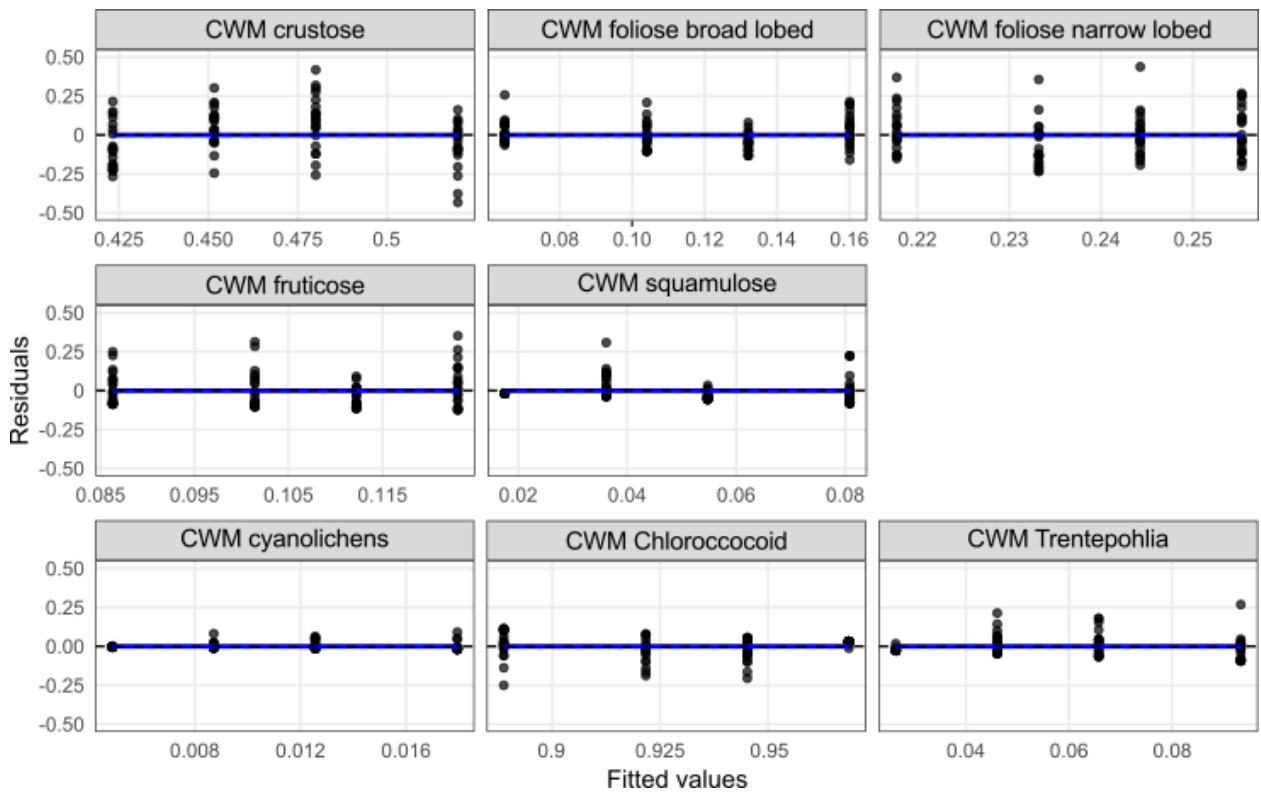 CWM crustose CWM foliose broad lobed CWM foliose narrow lobed
0.50
0.25
0
-0.25
-0.50
0.425 0.450 0.475 0.5 0.08 0.10 0.12 0.14 0.16 0.22 0.23 0.24 0.25
CWM fruticose CWM squamulose
0.50
0.25
0
-0.25
-0.50
Residuals
0.085 0.095 0.105 0.115 0.02 0.04 0.06 0.08
CWM cyanolichens CWM Chloroccocoid CWM Trentepohlia
0.50
0.25
0.00
-0.25
-0.50
0.008 0.012 0.016 0.9 0.925 0.95 0.04 0.06 0.08
Fitted values